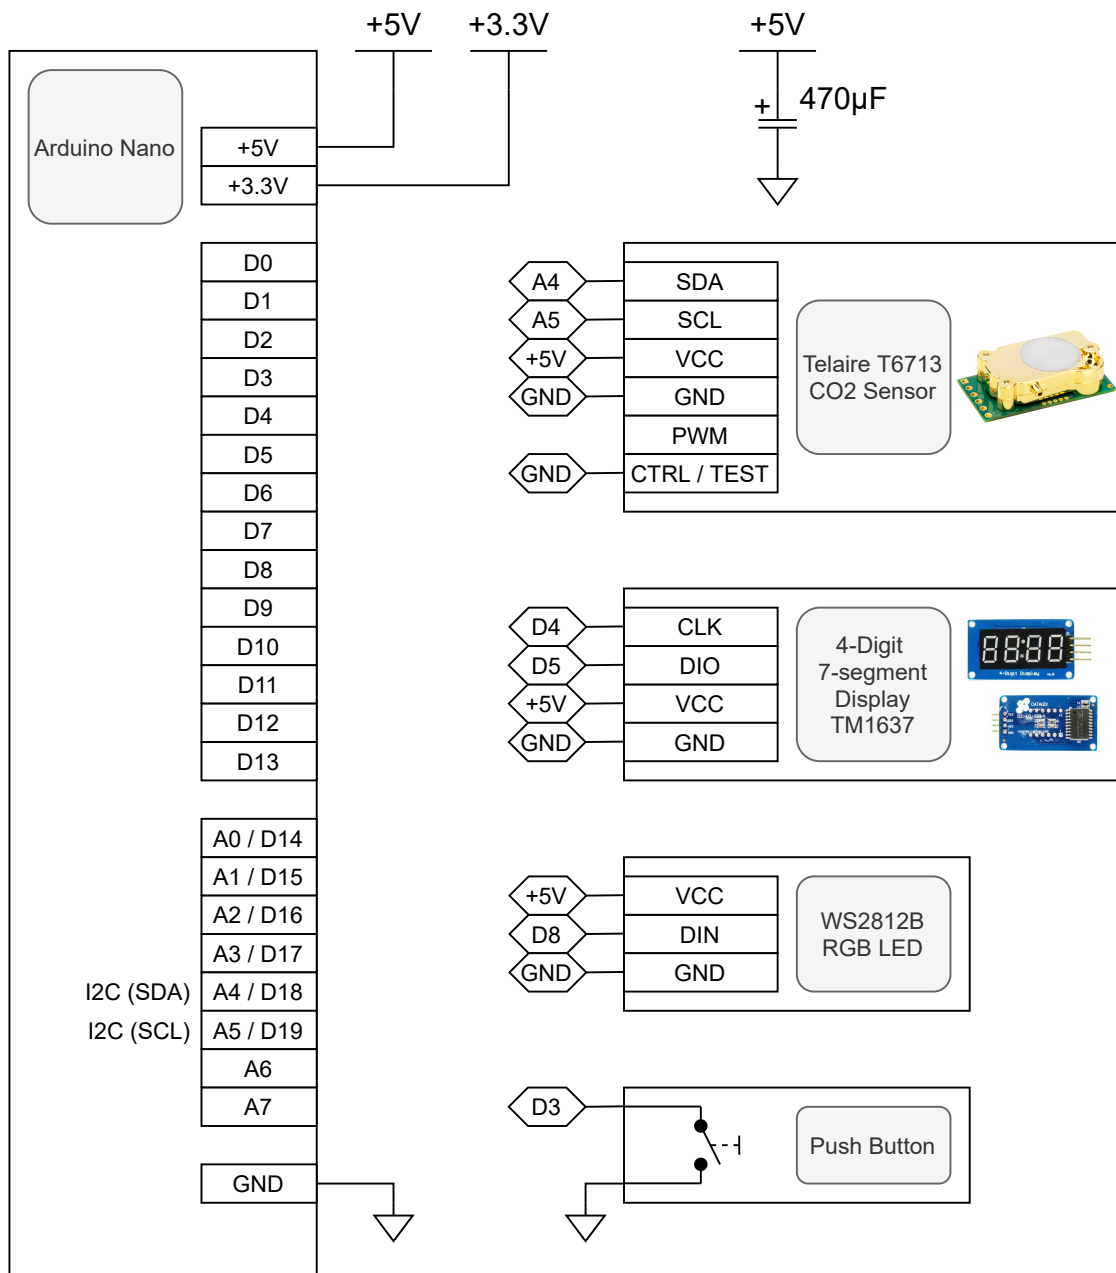 +5V
+3.3V
+5V
+
470µF
Arduino Nano
+5V
+3.3V
D0
D1
D2
D3
D4
D5
D6
D7
D8
D9
D10
D11
D12
D13
A0 / D14
A1 / D15
A2 / D16
A3 / D17
I2C (SDA)
A4 / D18
I2C (SCL)
A5 / D19
A6
A7
GND
A4
SDA
A5
SCL
+5V
VCC
GND
GND
PWM
GND
CTRL / TEST
Telaire T6713
CO2 Sensor
D4
CLK
D5
DIO
+5V
VCC
GND
GND
4-Digit
7-segment
Display
TM1637
4-Digit Display
+5V
VCC
D8
DIN
GND
GND
WS2812B
RGB LED
D3
Push Button